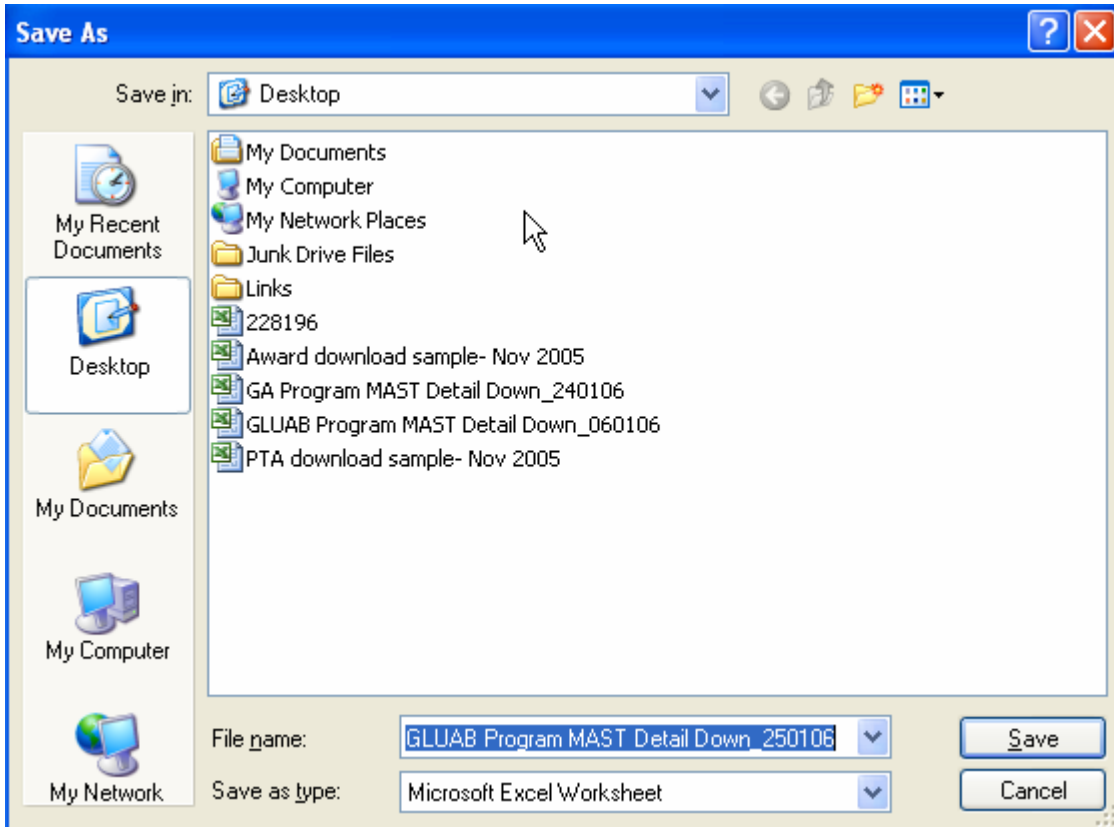 Save As
?
Save in:
Desktop
My Recent
Documents
Desktop
My Documents
My Computer
My Network
My Documents
My Computer
My Network Places
Junk Drive Files
Links
228196
Award download sample- Nov 2005
GA Program MAST Detail Down_240106
GLUAB Program MAST Detail Down_060106
PTA download sample- Nov 2005
File name:
GLUAB Program MAST Detail Down_250106
Save
Save as type:
Microsoft Excel Worksheet
Cancel